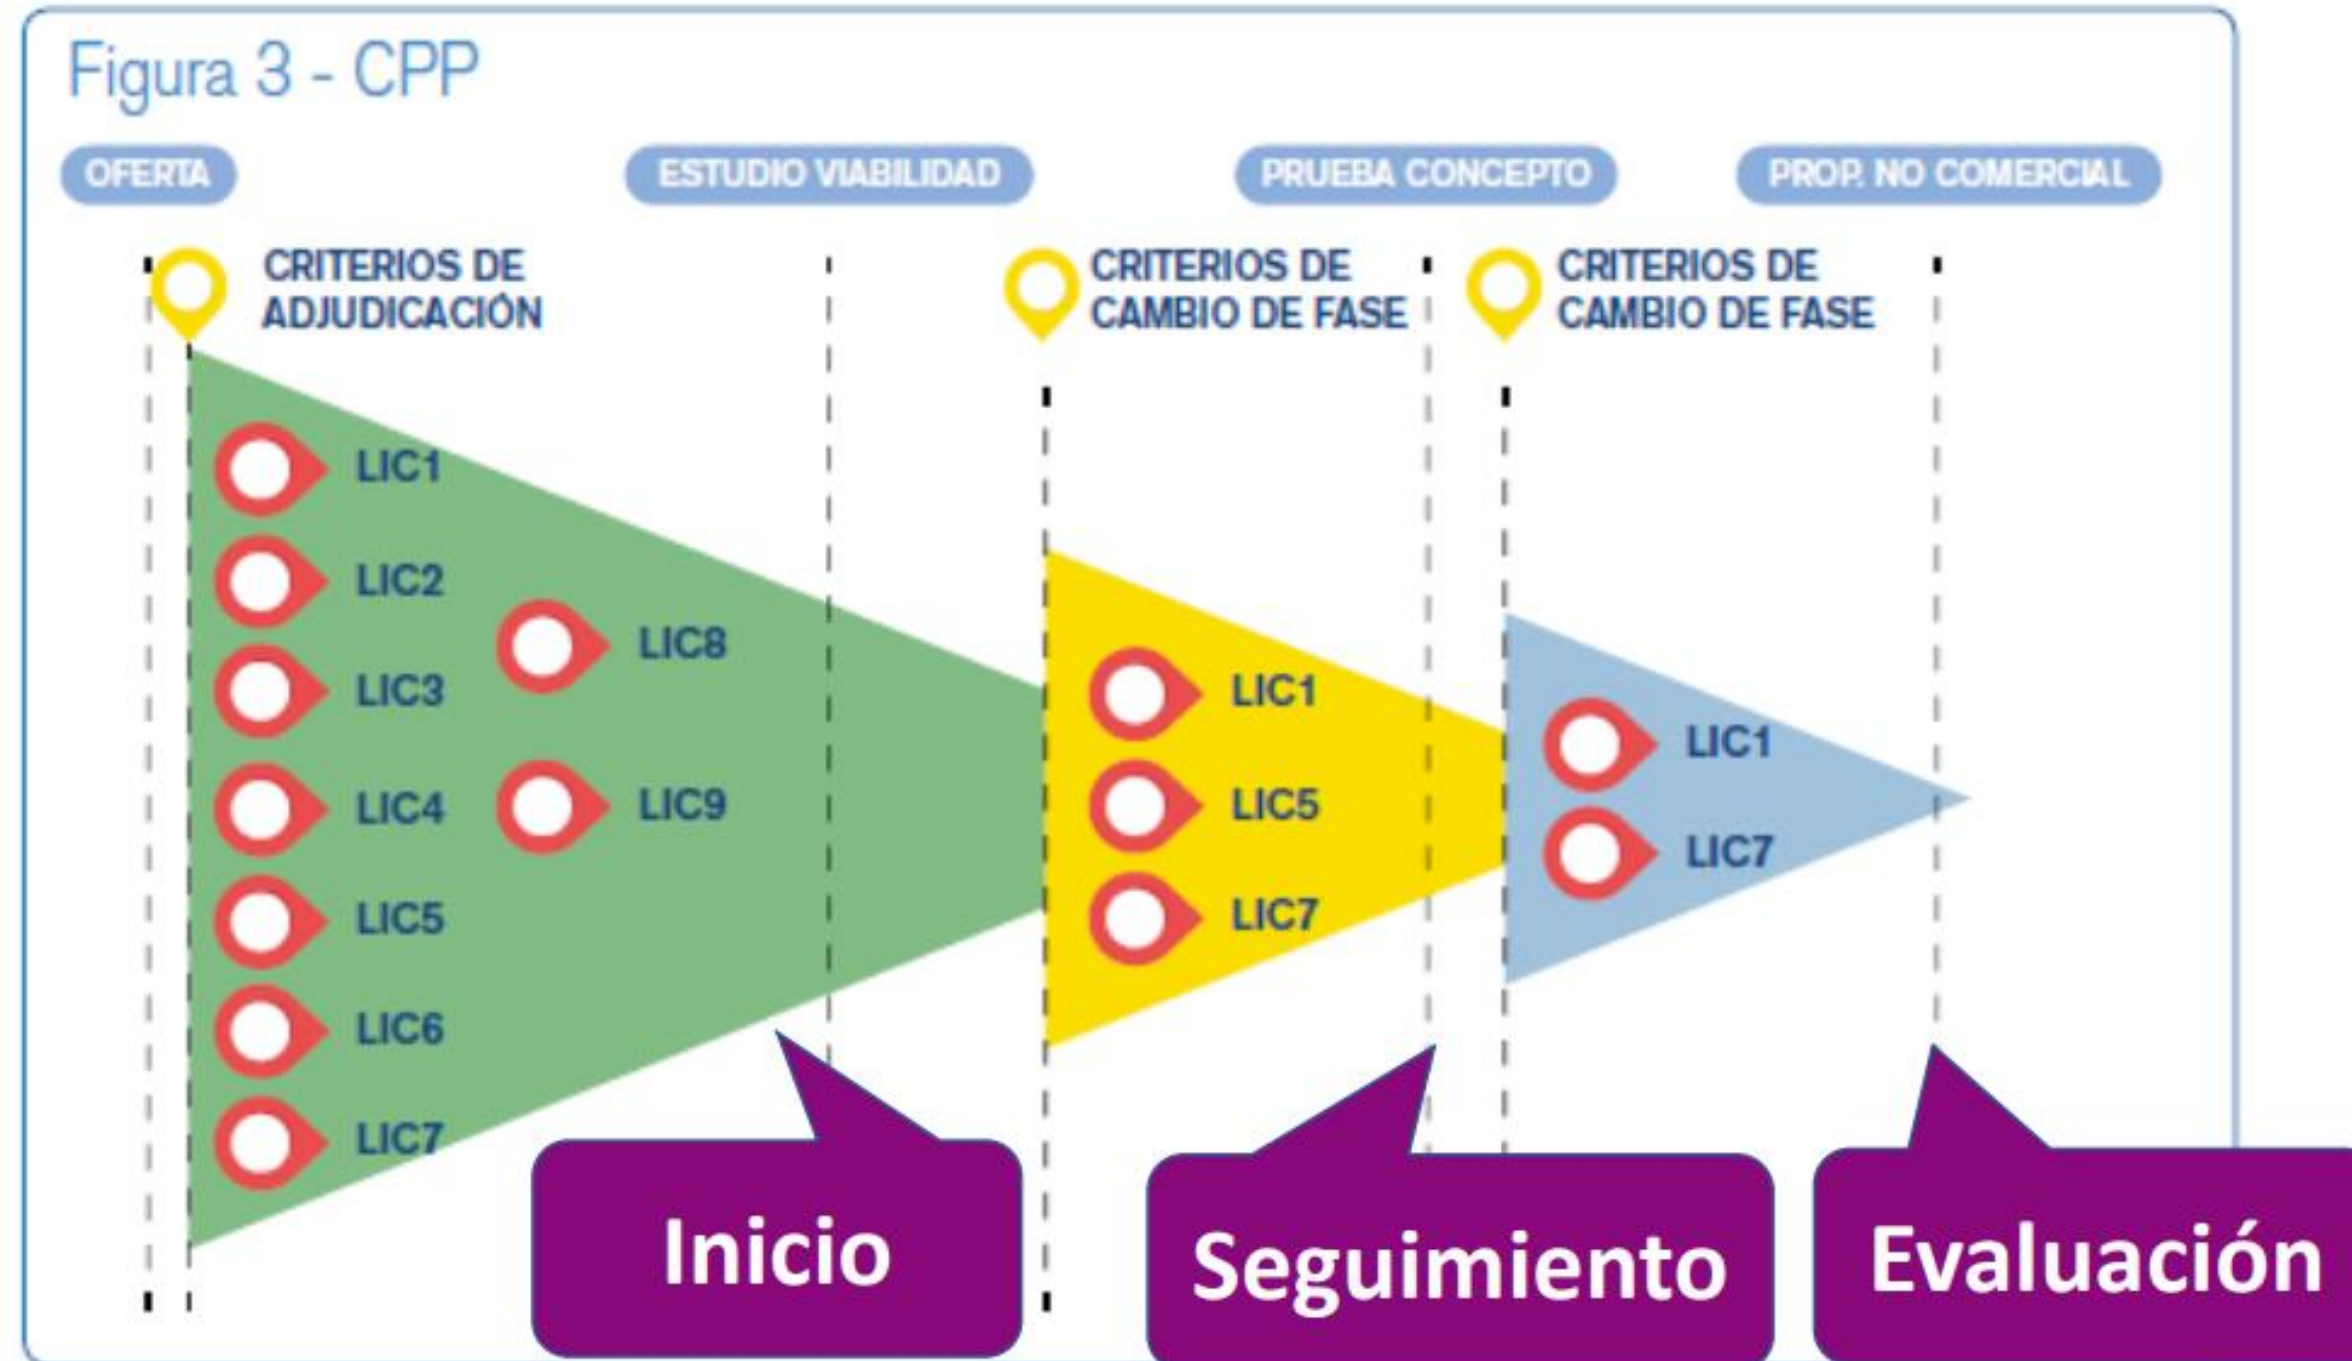 Figura 3 - CPP
OFERTA
ESTUDIO VIABILIDAD
PRUEBA CONCEPTO
PROP. NO COMERCIAL
CRITERIOS DE
ADJUDICACIÓN
CRITERIOS DE
CAMBIO DE FASE
CRITERIOS DE
CAMBIO DE FASE
LIC1
LIC2
LIC3
LIC4
LIC5
LIC6
LIC7
LIC8
LIC9
LIC1
LIC5
LIC7
LIC1
LIC7
Inicio
Seguimiento
Evaluación